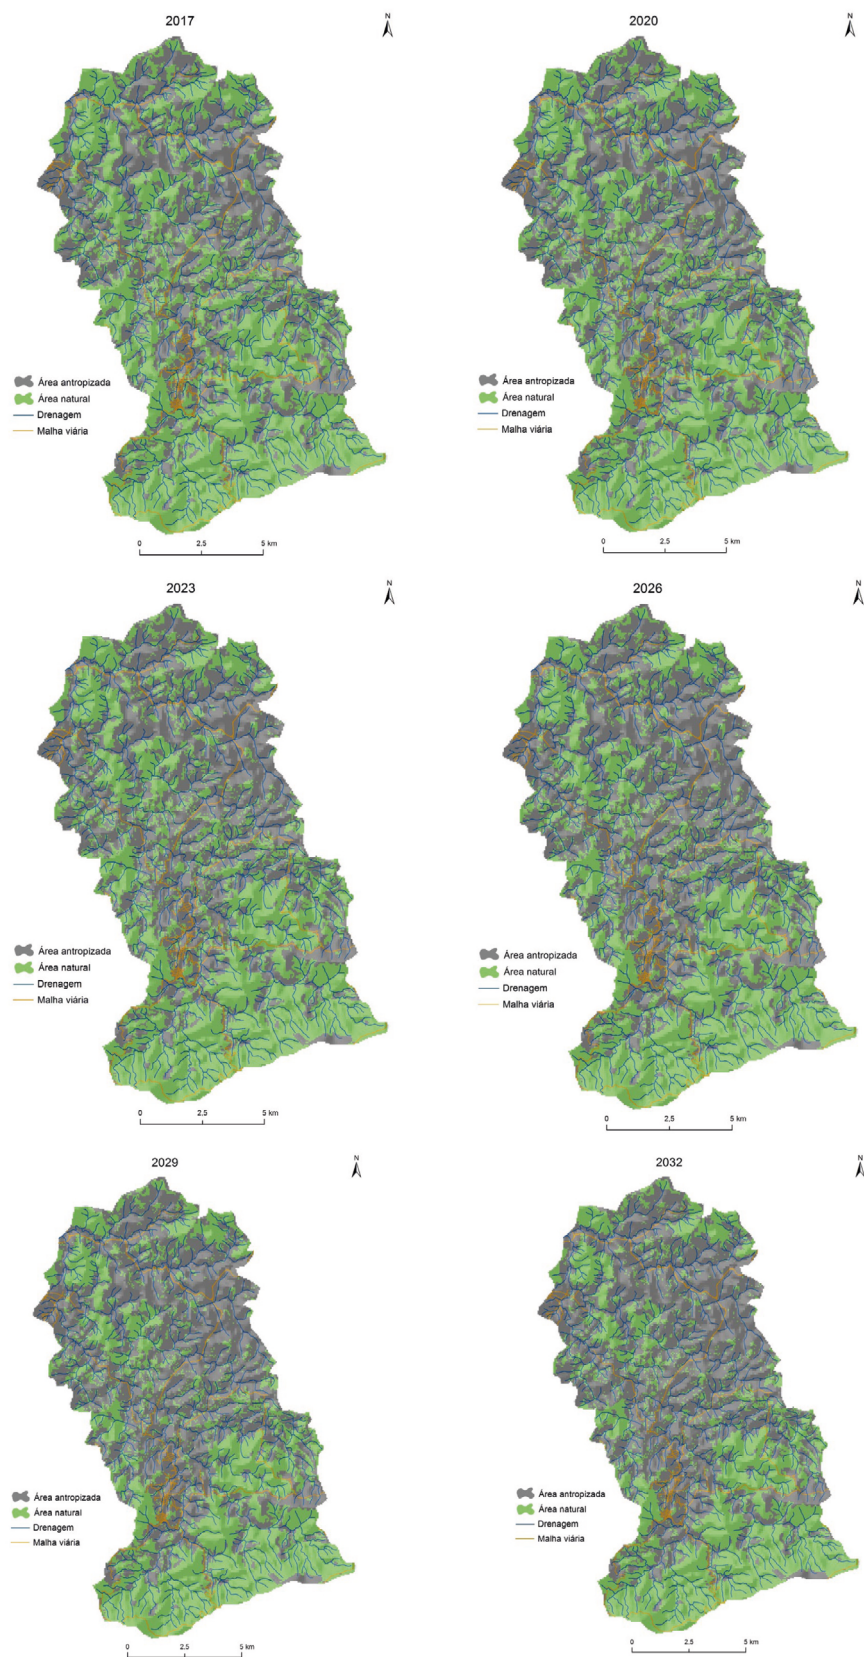 2017
N
Área antropizada
Área natural
Drenagem
Malha viária
0 2,5 5 km
2020
N
Área antropizada
Área natural
Drenagem
Malha viária
0 2,5 5 km
2023
N
Área antropizada
Área natural
Drenagem
Malha viária
0 2,5 5 km
2026
N
Área antropizada
Área natural
Drenagem
Malha viária
0 2,5 5 km
2029
N
Área antropizada
Área natural
Drenagem
Malha viária
0 2,5 5 km
2032
N
Área antropizada
Área natural
Drenagem
Malha viária
0 2,5 5 km